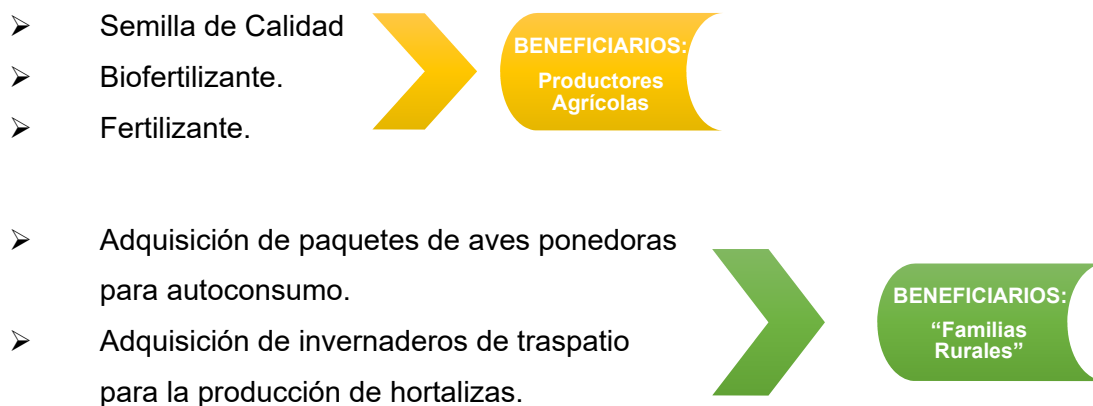 ➢ Semilla de Calidad
➢ Biofertilizante.
➢ Fertilizante.
BENEFICIARIOS:
Productores
Agrícolas
➢ Adquisición de paquetes de aves ponedoras
para autoconsumo.
➢ Adquisición de invernaderos de traspatio
para la producción de hortalizas.
BENEFICIARIOS:
“Familias
Rurales”